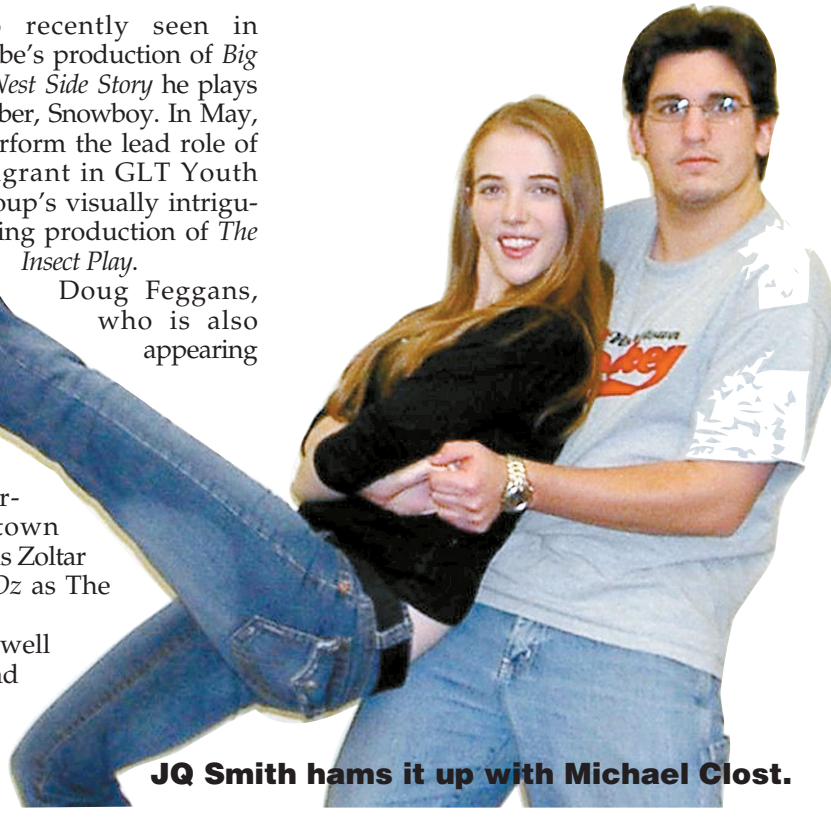 recently seen in
be's production of Big
West Side Story he plays
ber, Snowboy. In May,
rform the lead role of
grant in GLT Youth
oup's visually intrigu-
ing production of The
Insect Play.
Doug Feggans,
who is also
appearing
r-
town
s Zoltar
Oz as The
well
nd
JQ Smith hams it up with Michael Clost.